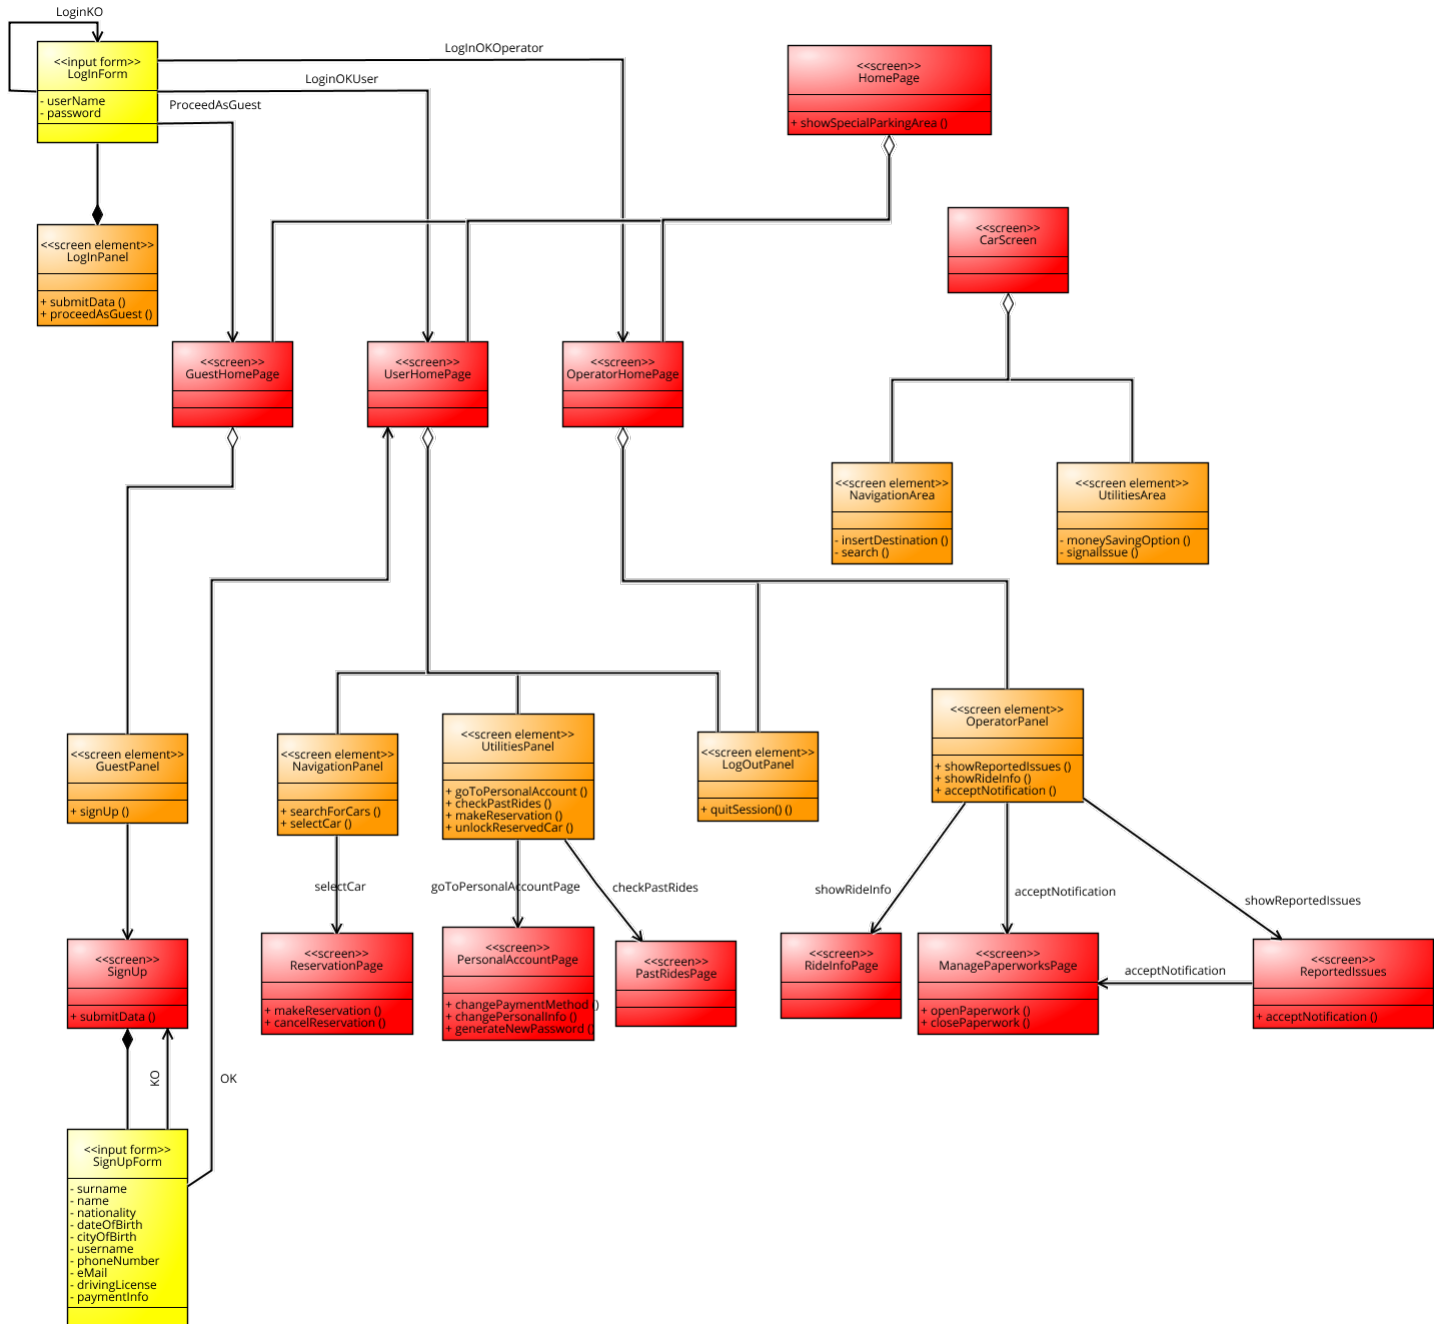 LoginKO
<<input form>>
LogInForm
- userName
- password
LogInOKOperator
LoginOKUser
ProceedAsGuest
<<screen>>
HomePage
+ showSpecialParkingArea ()
<<screen element>>
LogInPanel
+ submitData ()
+ proceedAsGuest ()
<<screen>>
CarScreen
<<screen>>
GuestHomePage
<<screen>>
UserHomePage
<<screen>>
OperatorHomePage
<<screen element>>
NavigationArea
- insertDestination ()
- search ()
<<screen element>>
UtilitiesArea
- moneySavingOption ()
- signalIssue ()
<<screen element>>
GuestPanel
+ signUp ()
<<screen element>>
NavigationPanel
+ searchForCars ()
+ selectCar ()
<<screen element>>
UtilitiesPanel
+ goToPersonalAccount ()
+ checkPastRides ()
+ makeReservation ()
+ unlockReservedCar ()
<<screen element>>
LogOutPanel
+ quitSession() ()
<<screen element>>
OperatorPanel
+ showReportedIssues ()
+ showRideInfo ()
+ acceptNotification ()
selectCar
goToPersonalAccountPage
checkPastRides
showRideInfo
acceptNotification
showReportedIssues
<<screen>>
SignUp
+ submitData ()
<<screen>>
ReservationPage
+ makeReservation ()
+ cancelReservation ()
<<screen>>
PersonalAccountPage
+ changePaymentMethod ()
+ changePersonalInfo ()
+ generateNewPassword ()
<<screen>>
PastRidesPage
<<screen>>
RideInfoPage
<<screen>>
ManagePaperworksPage
+ openPaperwork ()
+ closePaperwork ()
acceptNotification
<<screen>>
ReportedIssues
+ acceptNotification ()
KO
OK
<<input form>>
SignUpForm
- surname
- name
- nationality
- dateOfBirth
- cityOfBirth
- username
- phoneNumber
- eMail
- drivingLicense
- paymentInfo